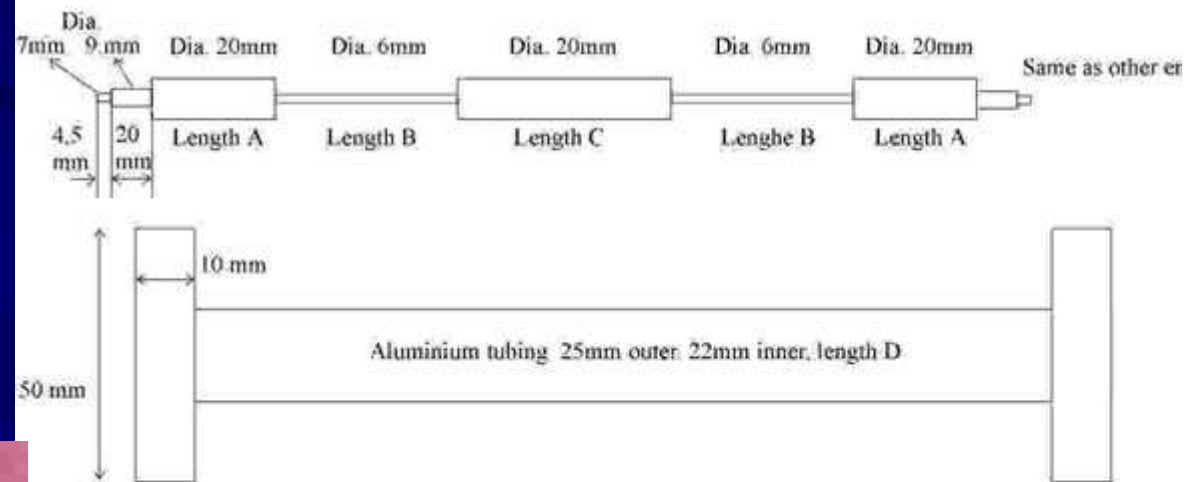 Dia.
7mm 9 mm Dia. 20mm Dia. 6mm Dia. 20mm Dia. 6mm Dia. 20mm
Same as other er
4,5 20 Length A Length B Length C Lenghe B Length A
mm mm
10 mm
Aluminium tubing 25mm outer. 22mm inner, length D
50 mm